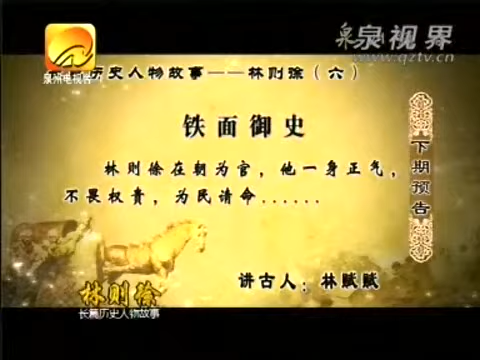 泉视界
www.qztv.cn
泉州电视台
历史人物故事——林则徐（六）
铁面御史
林则徐在朝为官，他一身正气，
不畏权贵，为民请命......
下期预告
讲古人：林赋赋
林则徐
长篇历史人物故事